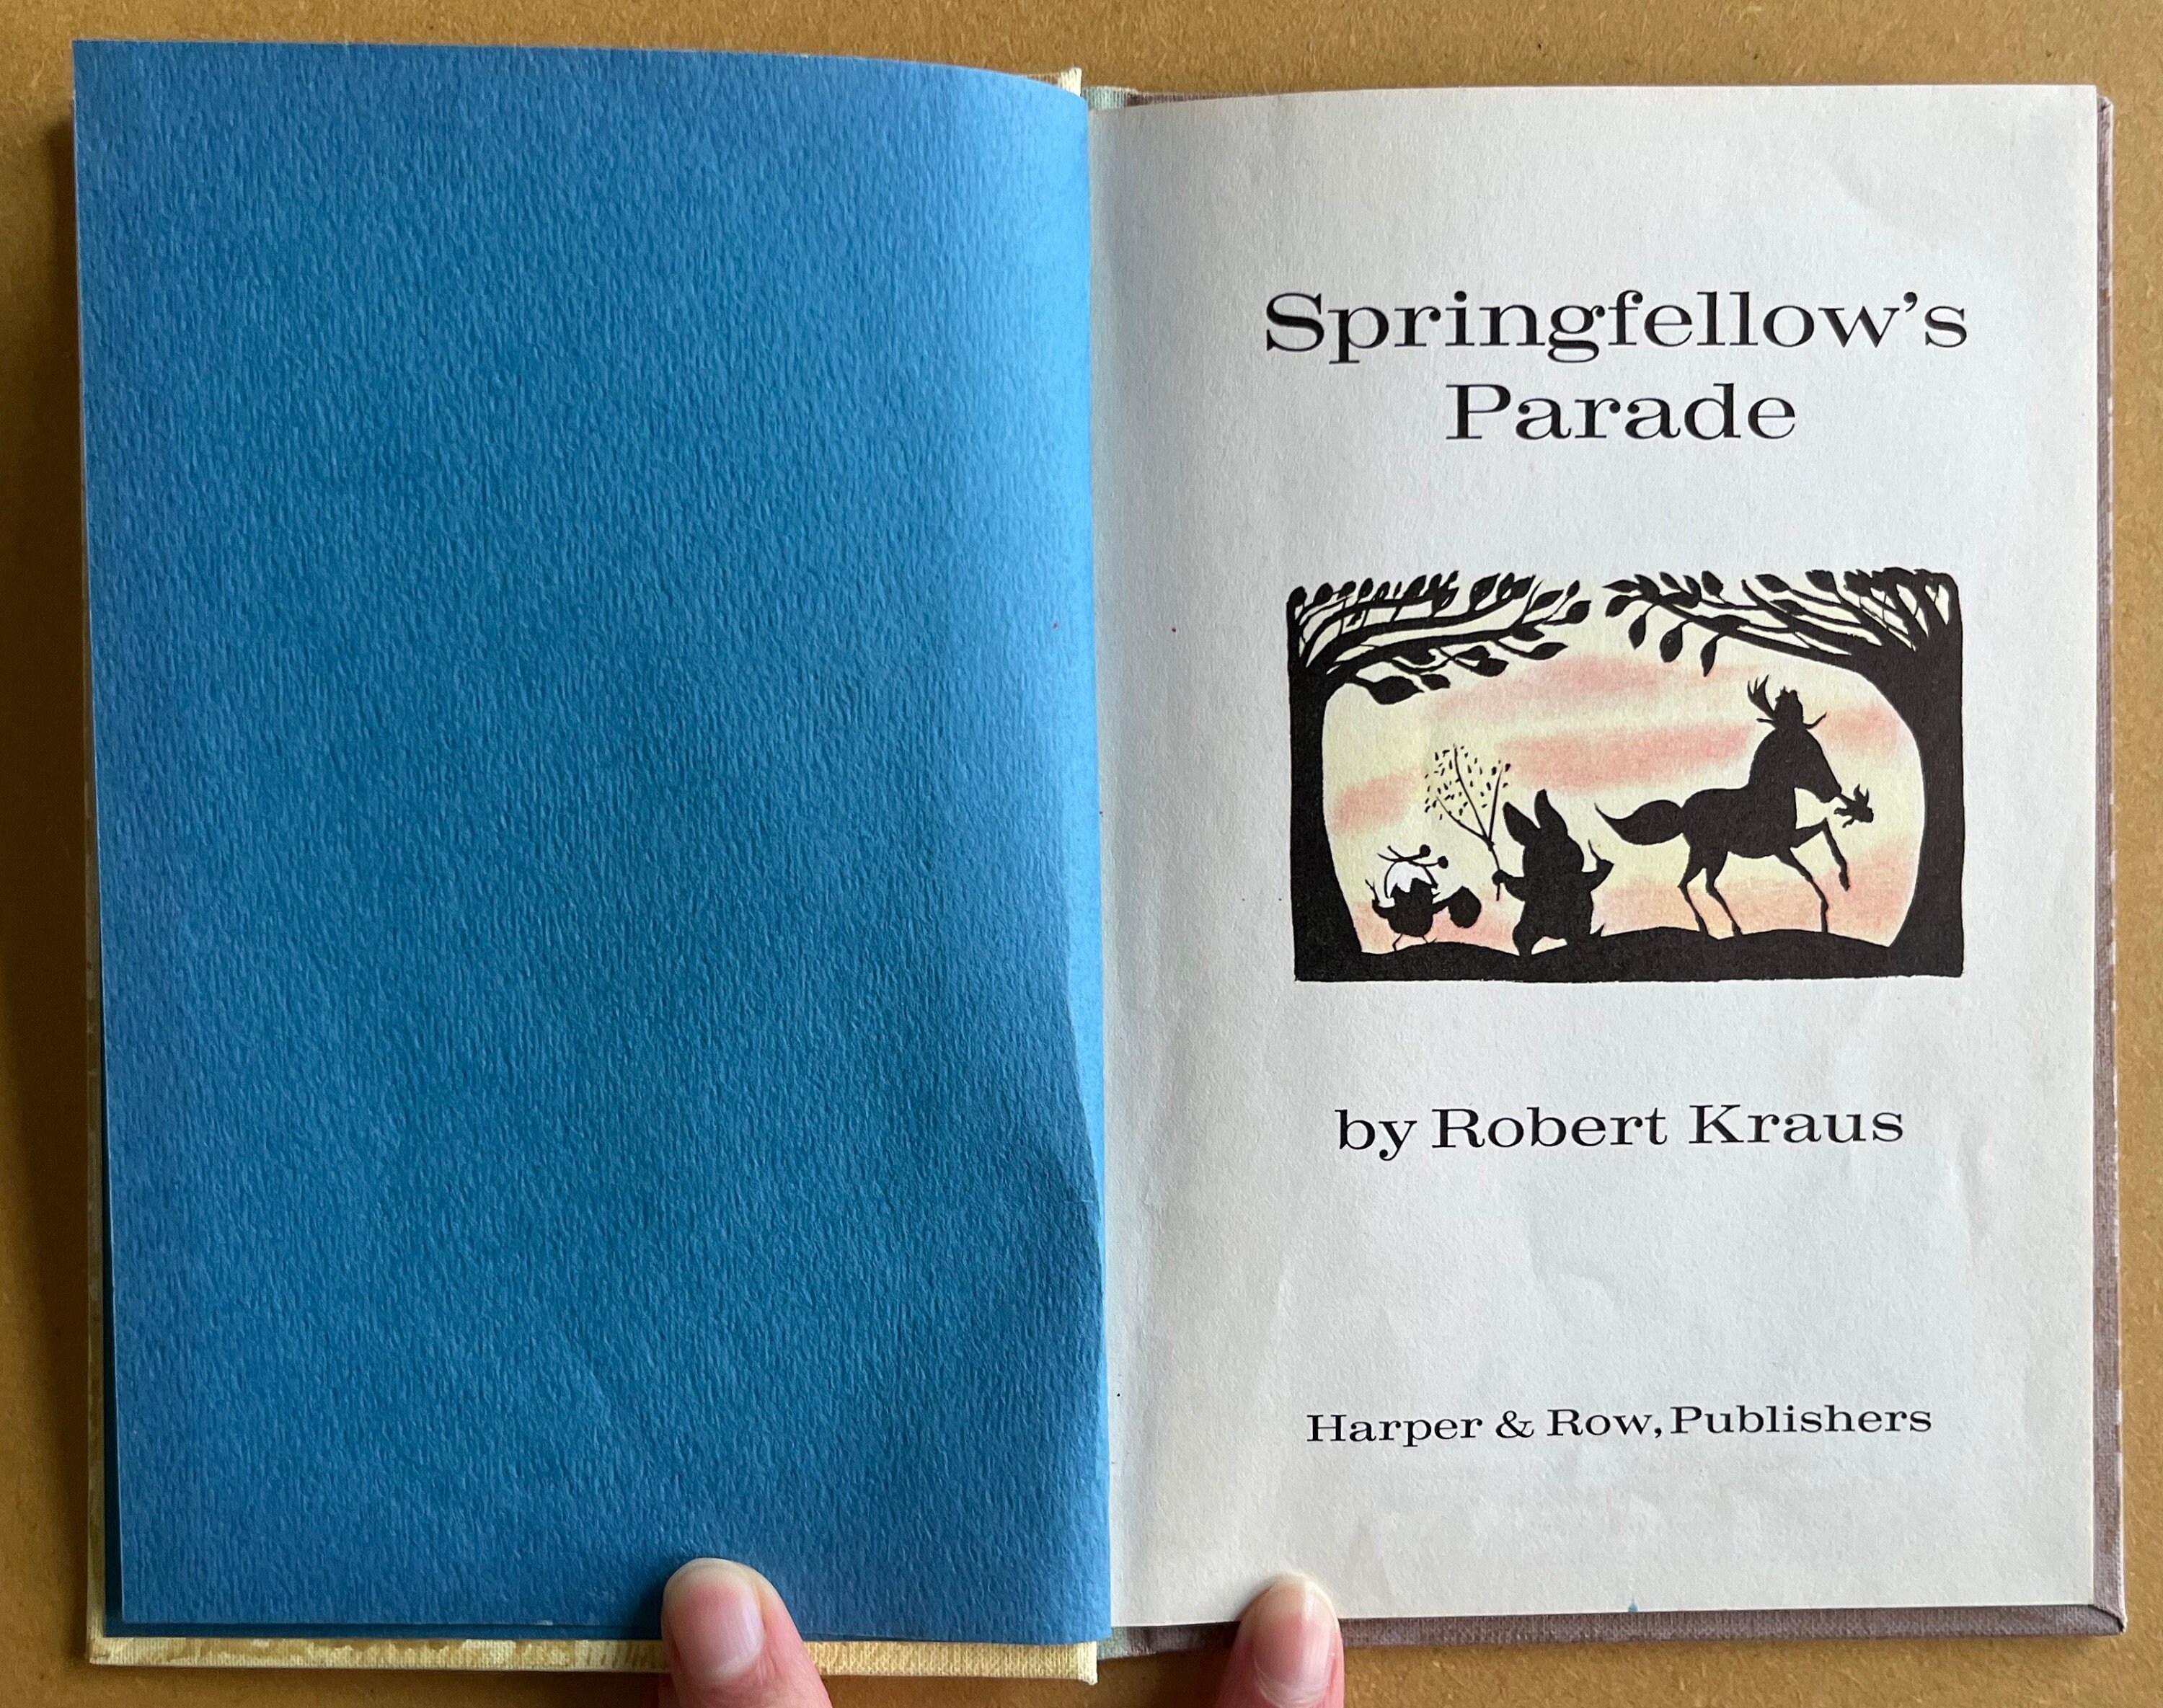 Springfellow's
Parade
by Robert Kraus
Harper & Row, Publishers